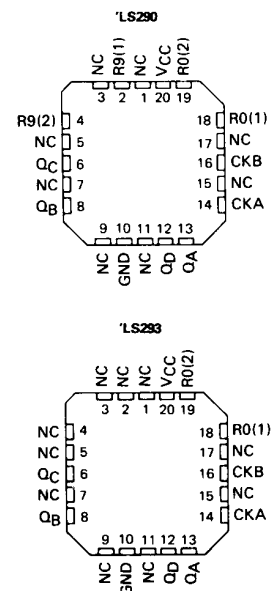 'LS290
NC R9(1) NC VCC R0(2)
3 2 1 20 19
R9(2) 4 18 R0(1)
NC 5 17 NC
QC 6 16 CKB
NC 7 15 NC
QB 8 14 CKA
9 10 11 12 13
NC GND NC QD QA
'LS293
NC NC NC VCC R0(2)
3 2 1 20 19
NC 4 18 R0(1)
NC 5 17 NC
QC 6 16 CKB
NC 7 15 NC
QB 8 14 CKA
9 10 11 12 13
NC GND NC QD QA